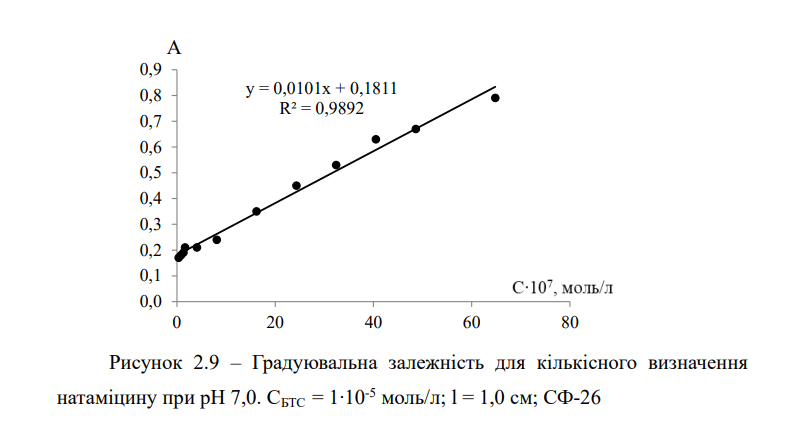 А
0,9
y = 0,0101x + 0,1811
0,8
R² = 0,9892
0,7
0,6
0,5
0,4
0,3
0,2
0,1
С·10⁷, моль/л
0,0
0 20 40 60 80
Рисунок 2.9 – Градуювальна залежність для кількісного визначення
натаміцину при pH 7,0. С_БТС = 1·10⁻⁵ моль/л; l = 1,0 см; СФ-26